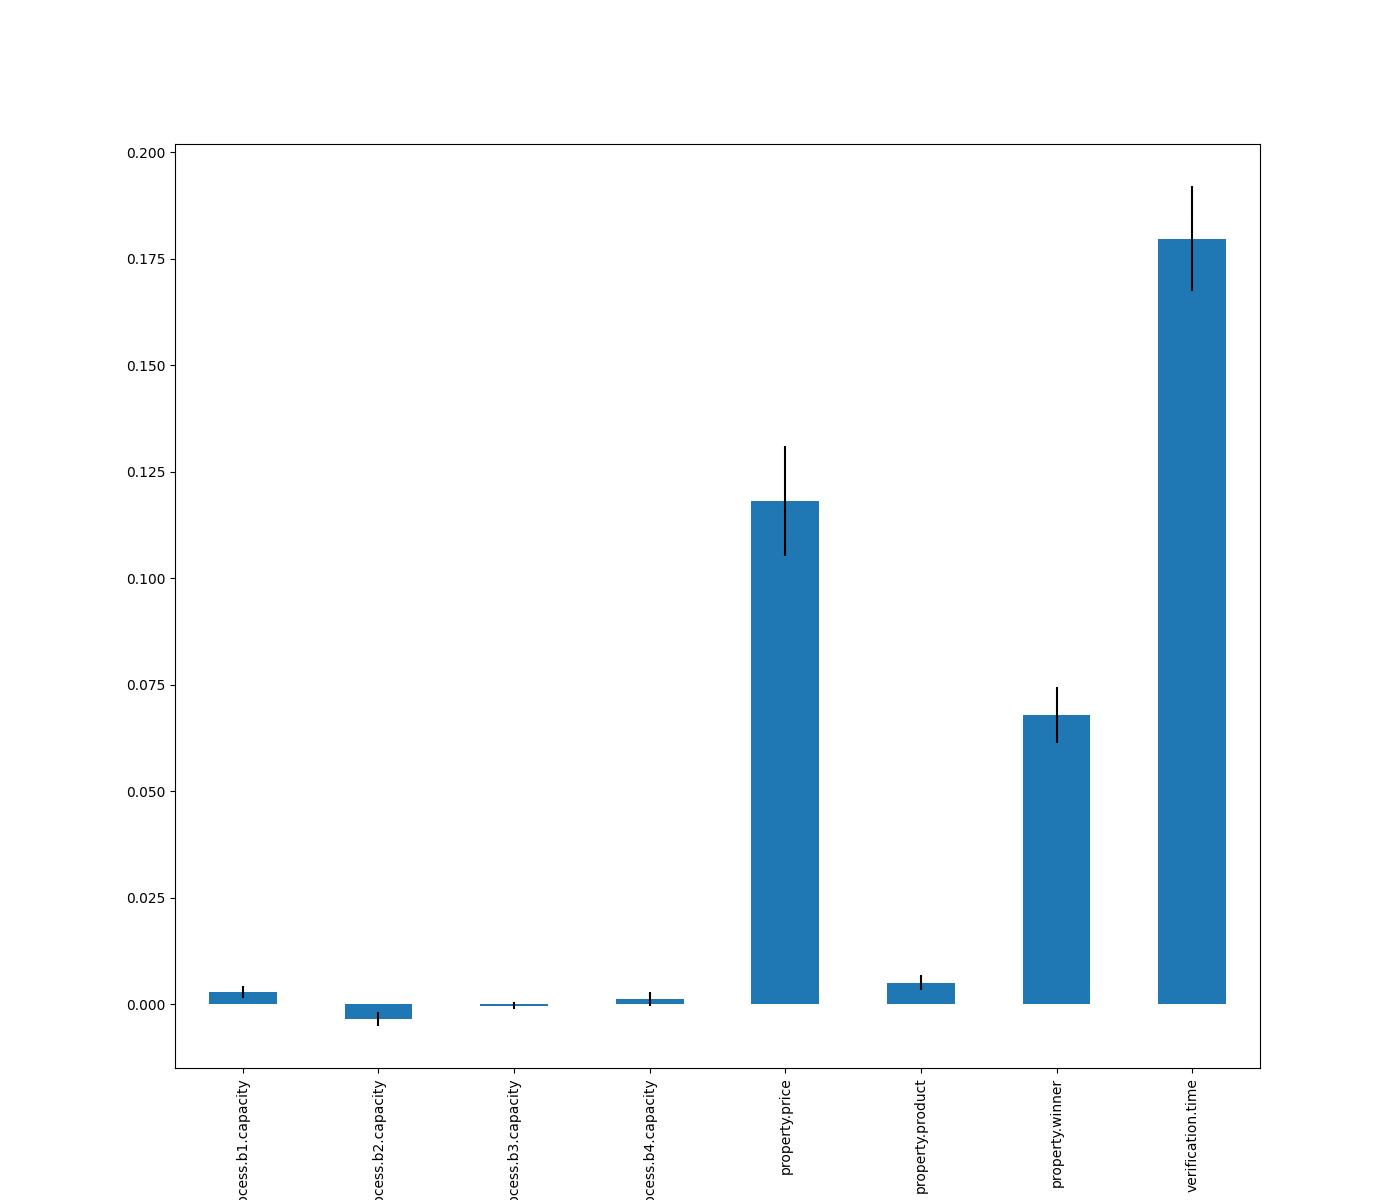 0.200
0.175
0.150
0.125
0.100
0.075
0.050
0.025
0.000
ocess.b1.capacity
ocess.b2.capacity
ocess.b3.capacity
ocess.b4.capacity
property.price
property.product
property.winner
verification.time